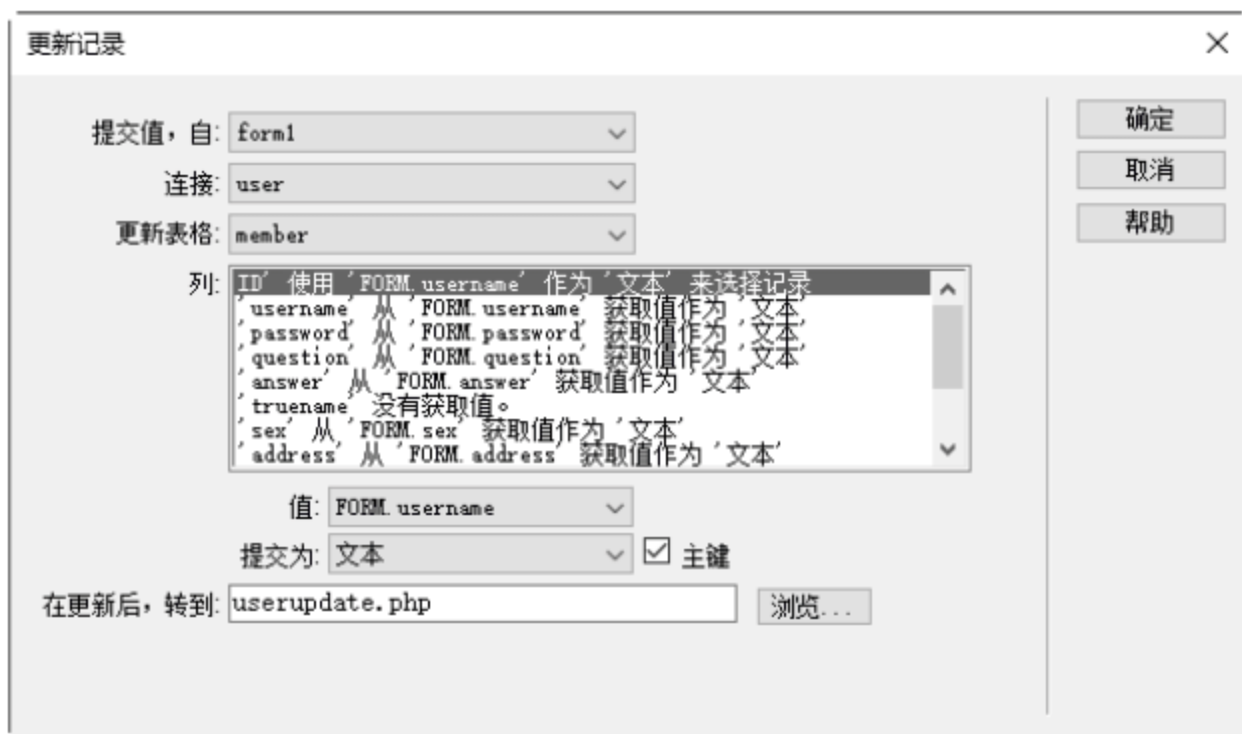 更新记录
提交值，自: form1
确定
连接: user
取消
更新表格: member
帮助
列: ID' 使用 'FORM.username' 作为 '文本' 来选择记录
'username' 从 'FORM.username' 获取值作为 '文本'
'password' 从 'FORM.password' 获取值作为 '文本'
'question' 从 'FORM.question' 获取值作为 '文本'
'answer' 从 'FORM.answer' 获取值作为 '文本'
'truename' 没有获取值。
'sex' 从 'FORM.sex' 获取值作为 '文本'
'address' 从 'FORM.address' 获取值作为 '文本'
值: FORM.username
提交为: 文本 主键
在更新后，转到: userupdate.php 浏览...